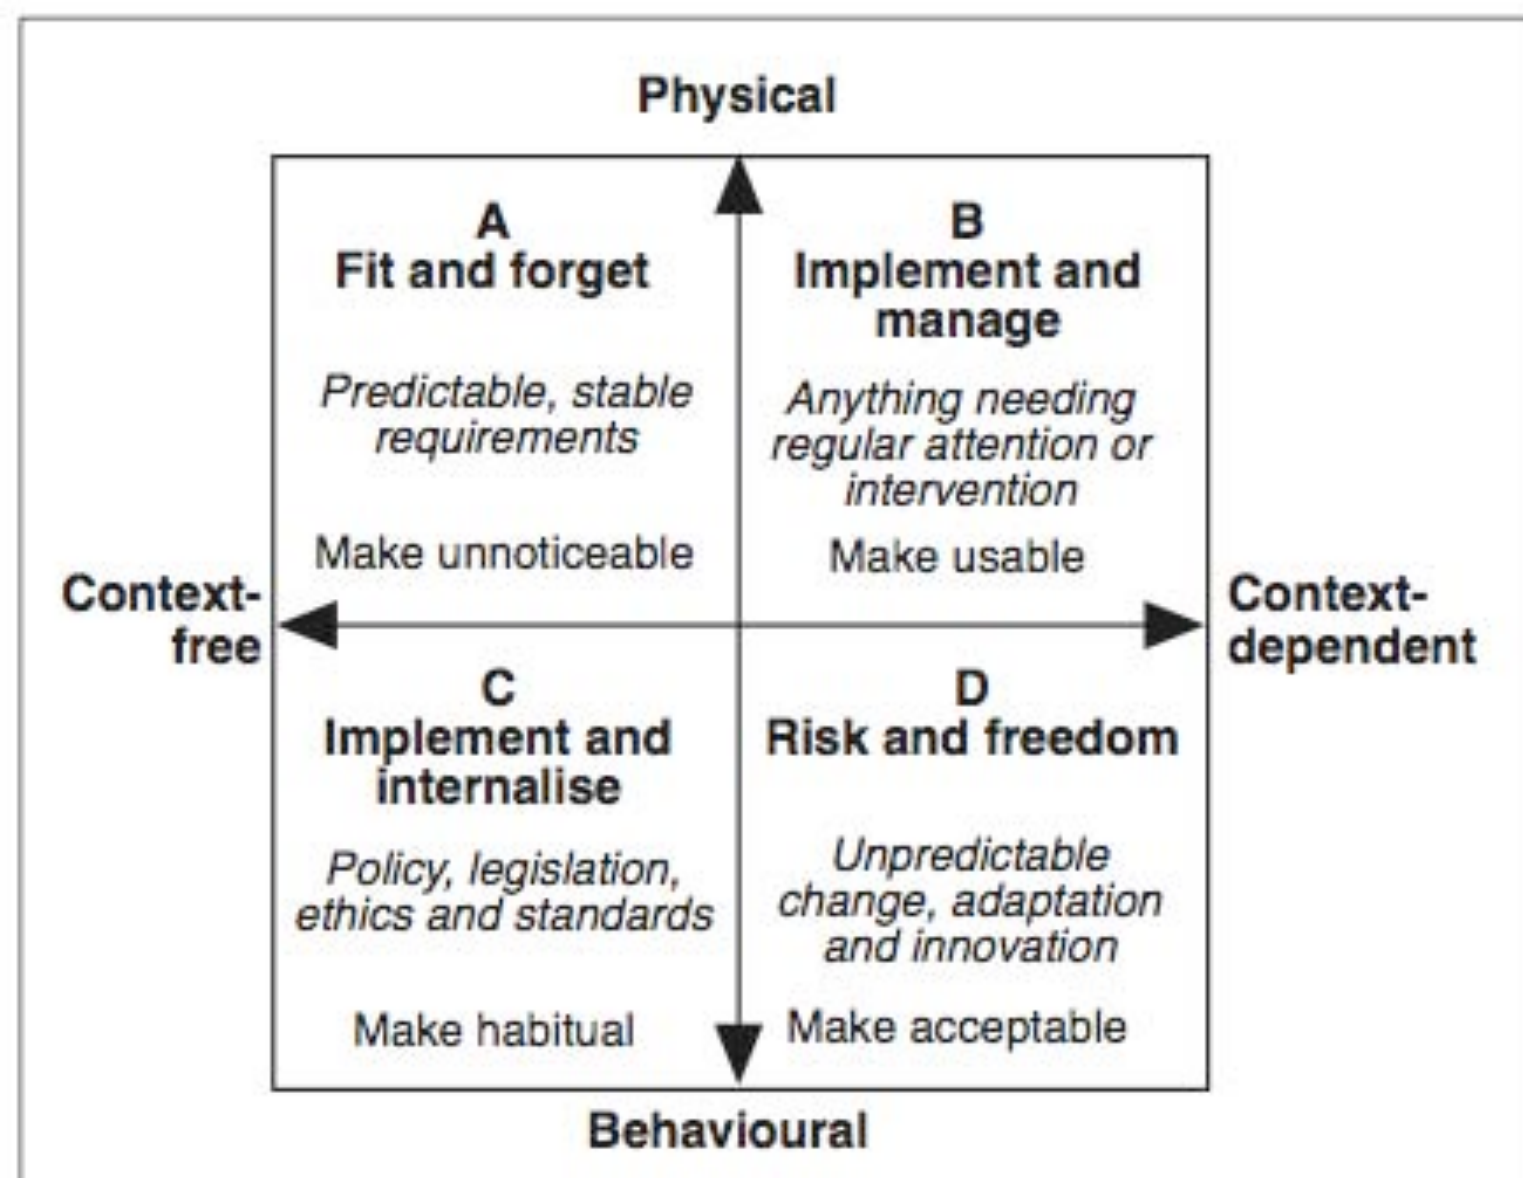 Physical
A
Fit and forget
Predictable, stable
requirements
Make unnoticeable
B
Implement and
manage
Anything needing
regular attention or
intervention
Make usable
Context-
free
Context-
dependent
C
Implement and
internalise
Policy, legislation,
ethics and standards
Make habitual
D
Risk and freedom
Unpredictable
change, adaptation
and innovation
Make acceptable
Behavioural